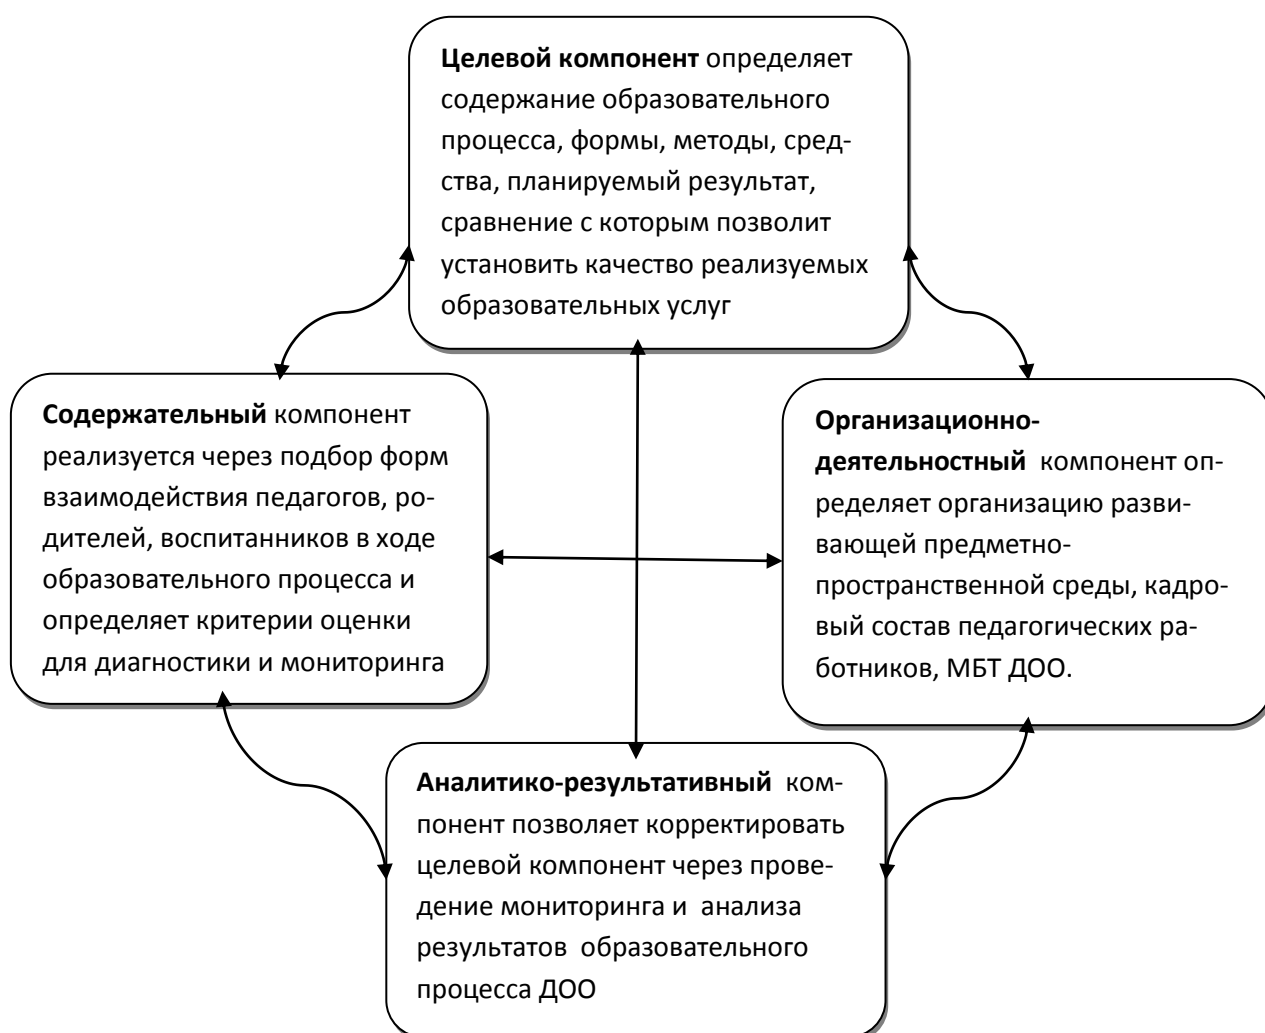 Целевой компонент определяет
содержание образовательного
процесса, формы, методы, сред-
ства, планируемый результат,
сравнение с которым позволит
установить качество реализуемых
образовательных услуг
Содержательный компонент
реализуется через подбор форм
взаимодействия педагогов, ро-
дителей, воспитанников в ходе
образовательного процесса и
определяет критерии оценки
для диагностики и мониторинга
Организационно-
деятельностный компонент оп-
ределяет организацию разви-
вающей предметно-
пространственной среды, кадро-
вый состав педагогических ра-
ботников, МБТ ДОО.
Аналитико-результативный ком-
понент позволяет корректировать
целевой компонент через прове-
дение мониторинга и анализа
результатов образовательного
процесса ДОО